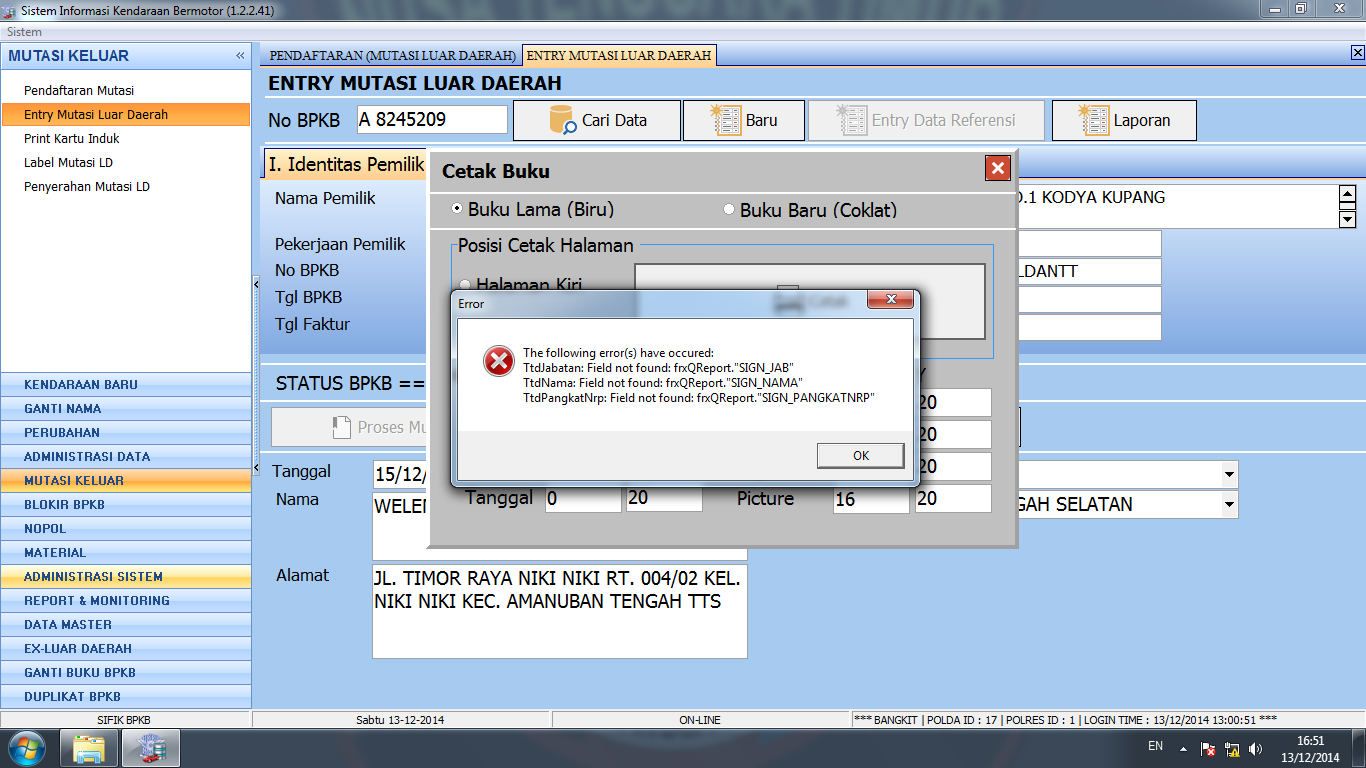 Sistem Informasi Kendaraan Bermotor (1.2.2.41)
Sistem
MUTASI KELUAR
Pendaftaran Mutasi
Entry Mutasi Luar Daerah
Print Kartu Induk
Label Mutasi LD
Penyerahan Mutasi LD
KENDARAAN BARU
GANTI NAMA
PERUBAHAN
ADMINISTRASI DATA
MUTASI KELUAR
BLOKIR BPKB
NOPOL
MATERIAL
ADMINISTRASI SISTEM
REPORT & MONITORING
DATA MASTER
EX-LUAR DAERAH
GANTI BUKU BPKB
DUPLIKAT BPKB
PENDAFTARAN (MUTASI LUAR DAERAH) ENTRY MUTASI LUAR DAERAH
ENTRY MUTASI LUAR DAERAH
No BPKB A 8245209 Cari Data Baru Entry Data Referensi Laporan
I. Identitas Pemilik
Nama Pemilik
.1 KODYA KUPANG
Pekerjaan Pemilik
No BPKB
LDANTT
Tgl BPKB
Tgl Faktur
STATUS BPKB ==
Proses Mu
Tanggal 15/12/
Nama WELE
GAH SELATAN
Alamat JL. TIMOR RAYA NIKI NIKI RT. 004/02 KEL.
NIKI NIKI KEC. AMANUBAN TENGAH TTS
Cetak Buku
Buku Lama (Biru) Buku Baru (Coklat)
Posisi Cetak Halaman
Halaman Kiri
Cetak
20
20
20
Tanggal 0 20 Picture 16 20
Error
The following error(s) have occured:
TtdJabatan: Field not found: frxQReport."SIGN_JAB"
TtdNama: Field not found: frxQReport."SIGN_NAMA"
TtdPangkatNrp: Field not found: frxQReport."SIGN_PANGKATNRP"
OK
SIFIK BPKB Sabtu 13-12-2014 ON-LINE *** BANGKIT | POLDA ID : 17 | POLRES ID : 1 | LOGIN TIME : 13/12/2014 13:00:51 ***
EN
16:51
13/12/2014